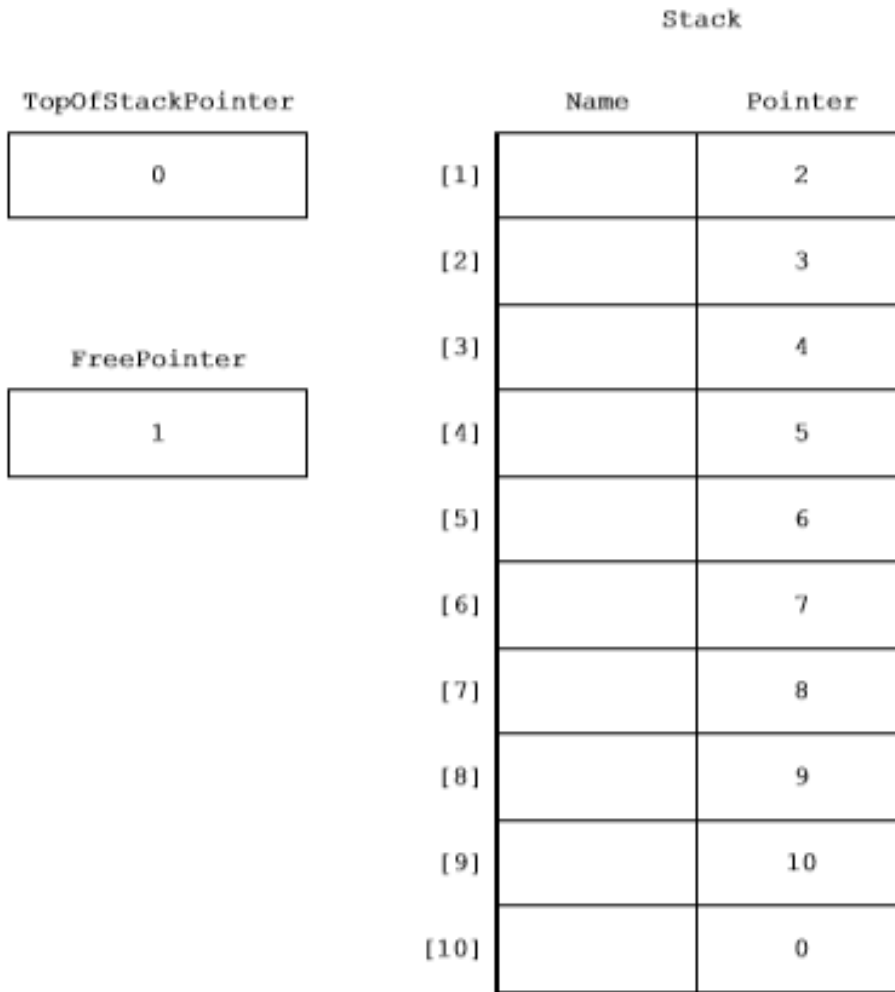 Stack
TopOfStackPointer Name Pointer
0 [1] 2
[2] 3
FreePointer [3] 4
1 [4] 5
[5] 6
[6] 7
[7] 8
[8] 9
[9] 10
[10] 0